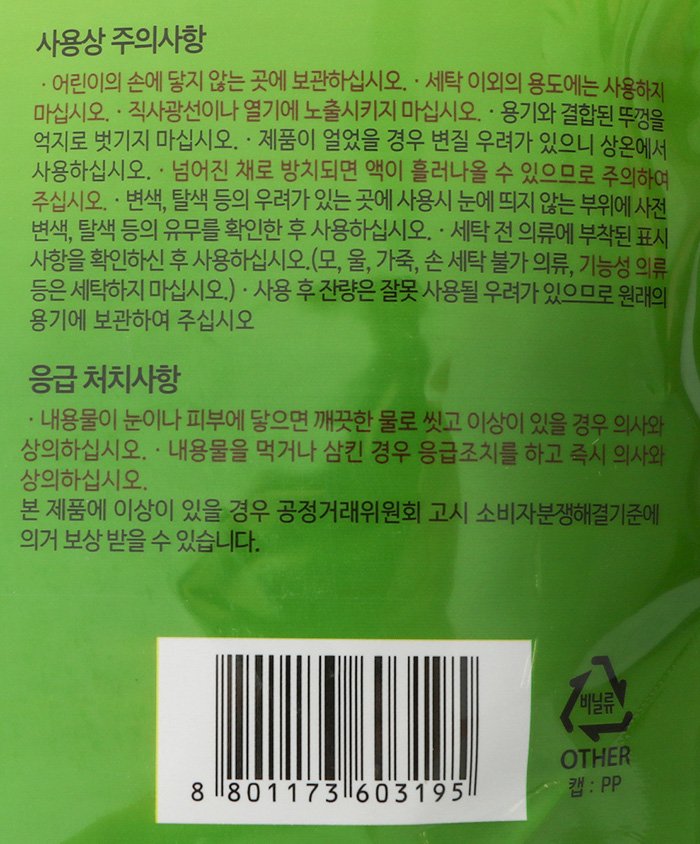 사용상 주의사항
· 어린이의 손에 닿지 않는 곳에 보관하십시오. · 세탁 이외의 용도에는 사용하지
마십시오. · 직사광선이나 열기에 노출시키지 마십시오. · 용기와 결합된 뚜껑을
억지로 벗기지 마십시오. · 제품이 얼었을 경우 변질 우려가 있으니 상온에서
사용하십시오. · 넘어진 채로 방치되면 액이 흘러나올 수 있으므로 주의하여
주십시오. · 변색, 탈색 등의 우려가 있는 곳에 사용시 눈에 띄지 않는 부위에 사전
변색, 탈색 등의 유무를 확인한 후 사용하십시오. · 세탁 전 의류에 부착된 표시
사항을 확인하신 후 사용하십시오.(모, 울, 가죽, 손 세탁 불가 의류, 기능성 의류
등은 세탁하지 마십시오.) · 사용 후 잔량은 잘못 사용될 우려가 있으므로 원래의
용기에 보관하여 주십시오
응급 처치사항
· 내용물이 눈이나 피부에 닿으면 깨끗한 물로 씻고 이상이 있을 경우 의사와
상의하십시오. · 내용물을 먹거나 삼킨 경우 응급조치를 하고 즉시 의사와
상의하십시오.
본 제품에 이상이 있을 경우 공정거래위원회 고시 소비자분쟁해결기준에
의거 보상 받을 수 있습니다.
8 801173 603195
비닐류
OTHER
캡 : PP